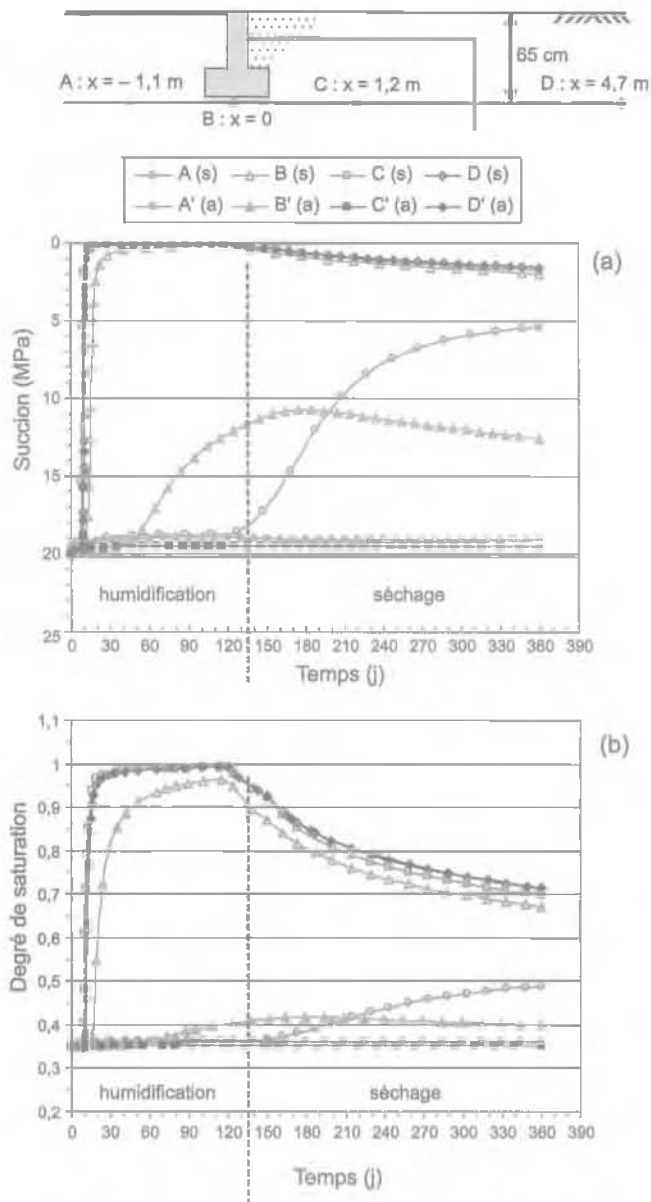 65 cm
A : x = – 1,1 m
C : x = 1,2 m
D : x = 4,7 m
B : x = 0
A (s) B (s) C (s) D (s)
A' (a) B' (a) C' (a) D' (a)
(a)
Succion (MPa)
0
5
10
15
20
25
humidification séchage
0 30 60 90 120 150 180 210 240 270 300 330 360 390
Temps (j)
(b)
Degré de saturation
1,1
1
0,9
0,8
0,7
0,6
0,5
0,4
0,3
0,2
humidification séchage
0 30 60 90 120 150 180 210 240 270 300 330 360 390
Temps (j)